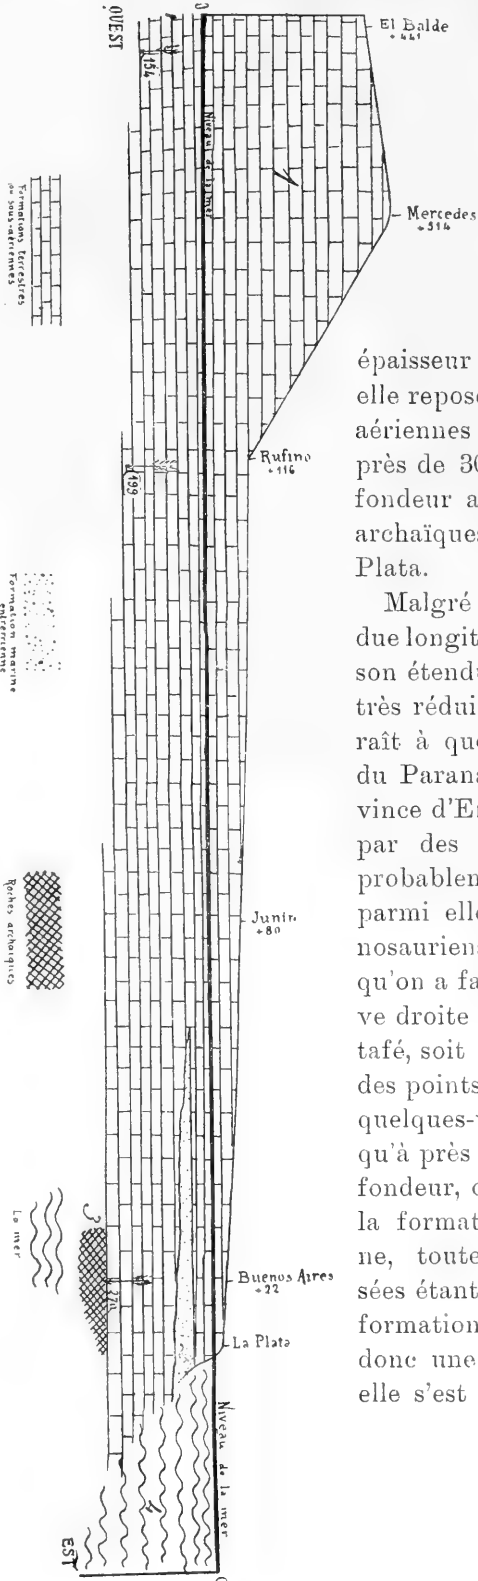 OUEST
0
El Balde
+441
154
Niveau de la mer
Mercedes
+514
Rufino
+116
199
Junin
+80
Buenos Aires
+22
La Plata
3
4
Niveau de la mer
EST
Formations terrestres
ou sous-aériennes
Formation marine
entrerrienne
Roches archaïques
La mer
épaisseur
elle repose
aériennes
près de 30
fondeur a
archaïques
Plata.
Malgré
due longit
son étendu
très rédui
raît à que
du Parana
vince d'En
par des
probablen
parmi elle
nosaurien
qu'on a fa
ve droite
tafé, soit
des points
quelques-
qu'à près
fondeur, c
la format
ne, toute
sées étant
formation
donc une
elle s'est